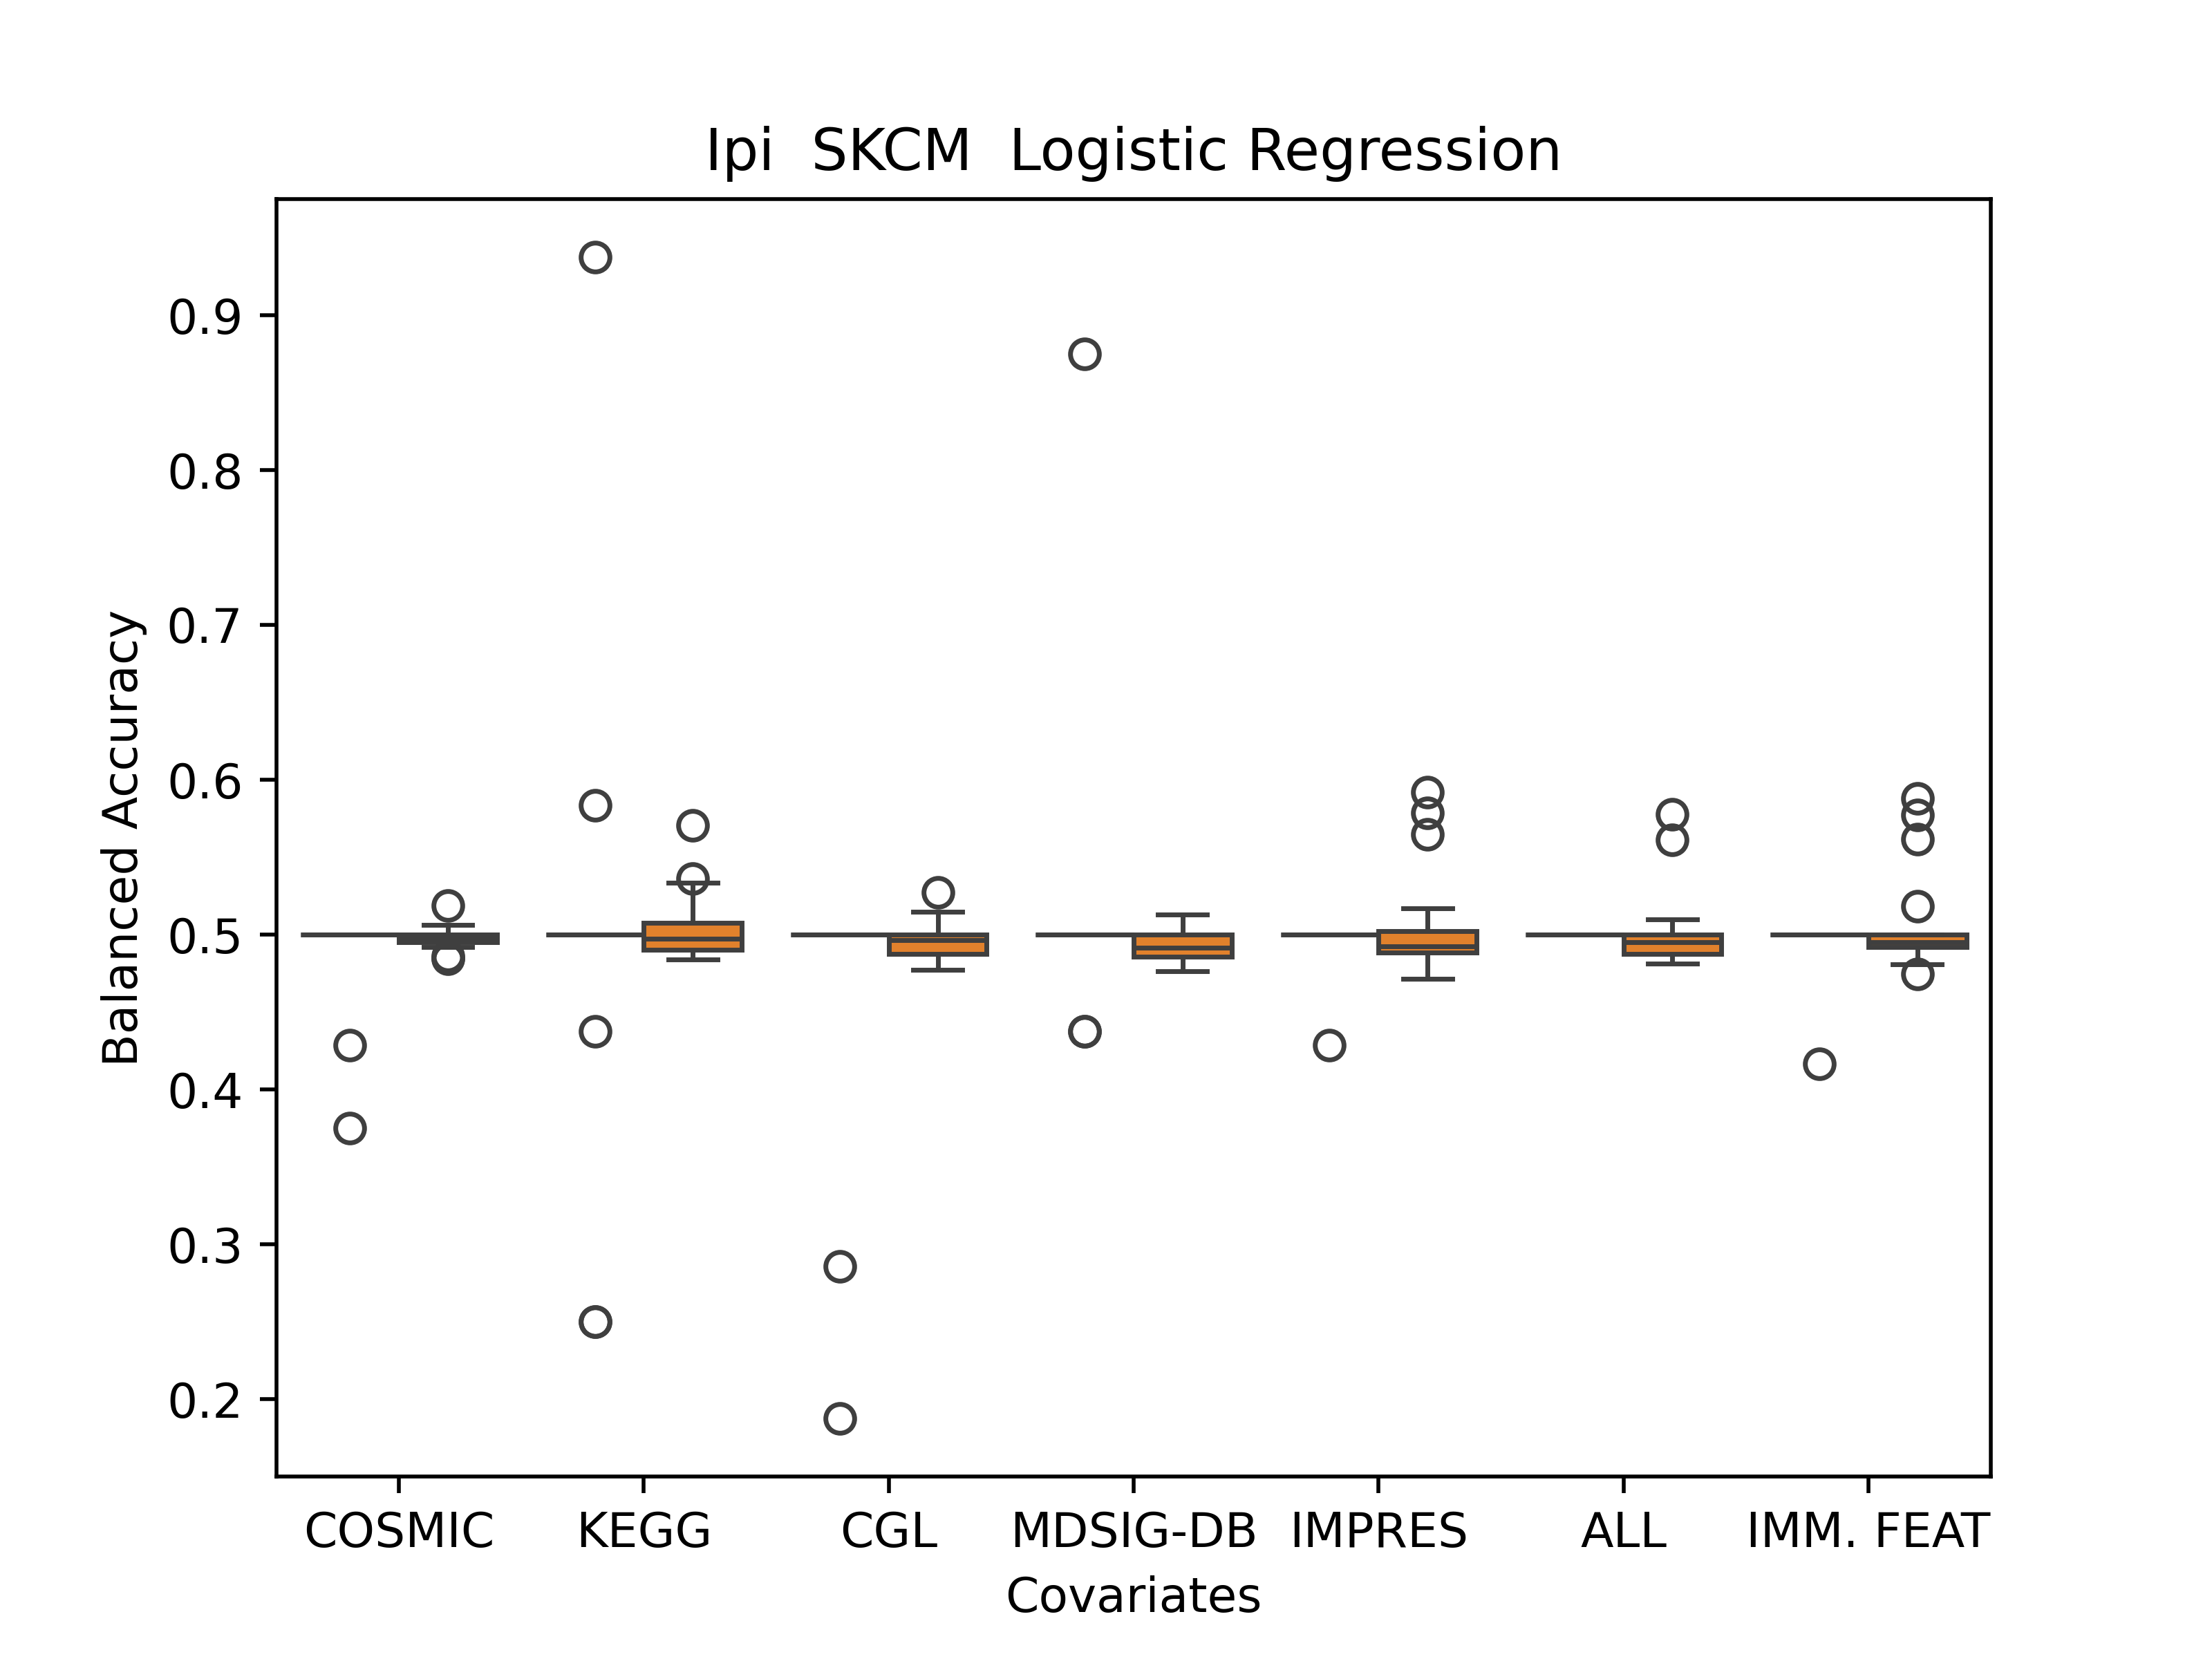 Ipi  SKCM  Logistic Regression
Balanced Accuracy
0.9
0.8
0.7
0.6
0.5
0.4
0.3
0.2
COSMIC KEGG CGL MDSIG-DB IMPRES ALL IMM. FEAT
Covariates